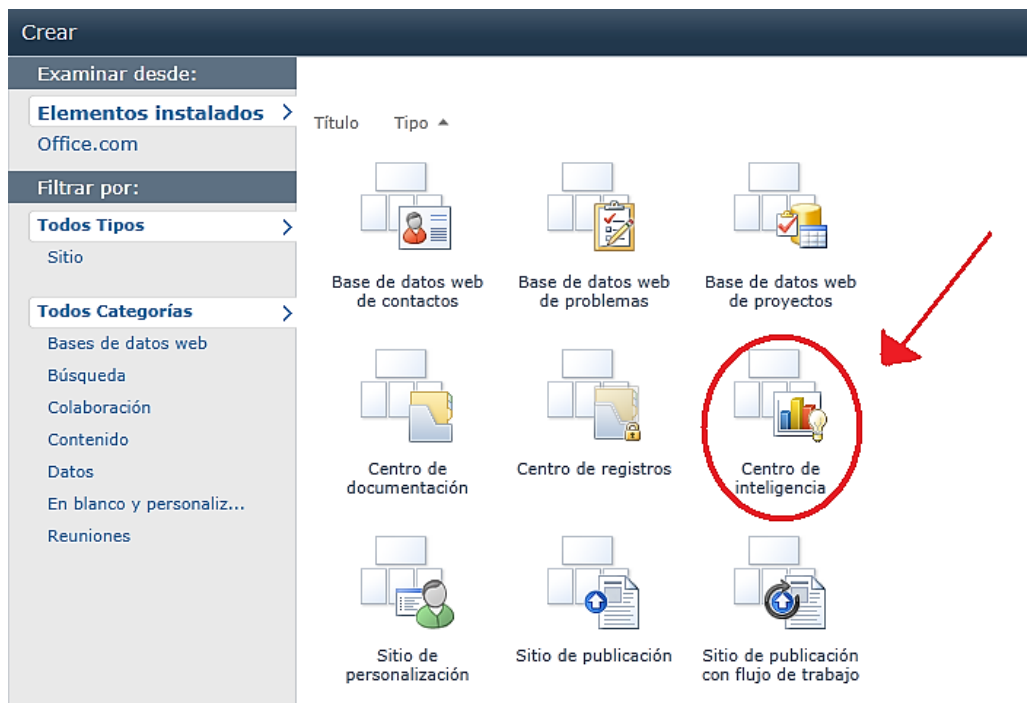 Crear
Examinar desde:
Elementos instalados
Office.com
Filtrar por:
Todos Tipos
Sitio
Todos Categorías
Bases de datos web
Búsqueda
Colaboración
Contenido
Datos
En blanco y personaliz...
Reuniones
Título Tipo
Base de datos web
de contactos
Base de datos web
de problemas
Base de datos web
de proyectos
Centro de
documentación
Centro de registros
Centro de
inteligencia
Sitio de
personalización
Sitio de publicación
Sitio de publicación
con flujo de trabajo